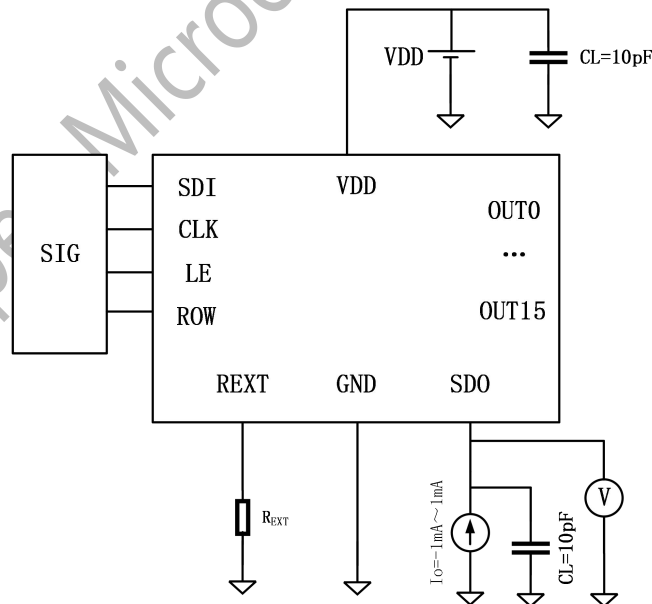 Micro
VDD
CL=10pF
SDI
VDD
CLK
OUT0
SIG
...
LE
ROW
OUT15
REXT
GND
SDO
REXT
Io=-1mA～1mA
CL=10pF
V